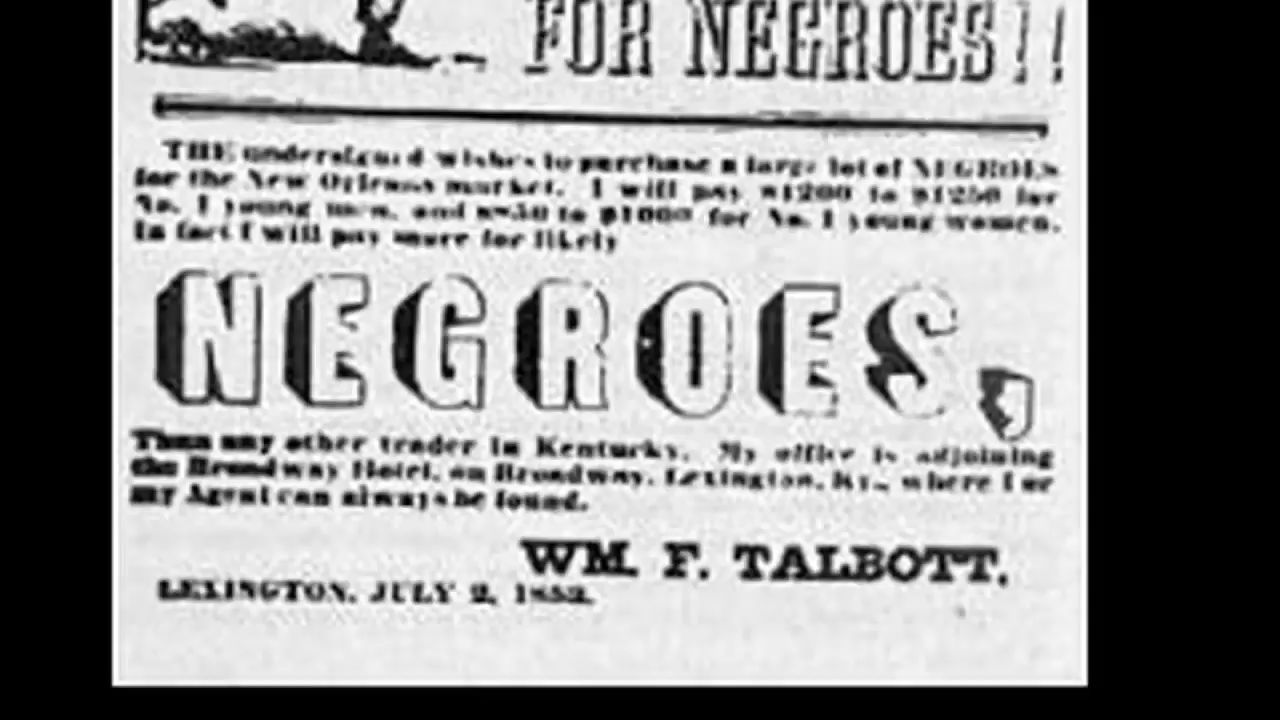 FOR NEGROES!!
THE undersigned wishes to purchase a large lot of NEGROES
for the New Orleans market. I will pay $1200 to $1250 for
No. 1 young men, and $850 to $1000 for No. 1 young women.
In fact I will pay more for likely
NEGROES,
Than any other trader in Kentucky. My office is adjoining
the Broadway Hotel, on Broadway, Lexington, Ky., where I or
my Agent can always be found.
WM. F. TALBOTT.
LEXINGTON, JULY 2, 1853.